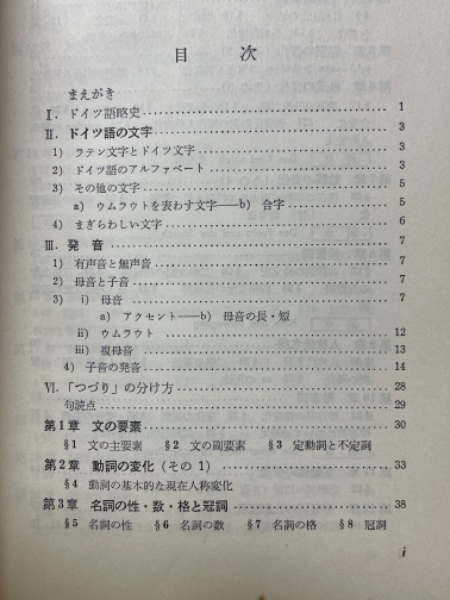 目次
まえがき
Ⅰ. ドイツ語略史 1
Ⅱ. ドイツ語の文字 3
1) ラテン文字とドイツ文字 3
2) ドイツ語のアルファベート 3
3) その他の文字 5
a) ウムラウトを表わす文字――b) 合字 5
4) まぎらわしい文字 6
Ⅲ. 発音 7
1) 有声音と無声音 7
2) 母音と子音 7
3) i) 母音 7
a) アクセント――b) 母音の長・短
ii) ウムラウト 12
iii) 複母音 13
4) 子音の発音 14
Ⅵ. 「つづり」の分け方 28
句読点 29
第1章 文の要素 30
§1 文の主要素 §2 文の副要素 §3 定動詞と不定詞
第2章 動詞の変化(その1) 33
§4 動詞の基本的な現在人称変化
第3章 名詞の性・数・格と冠詞 38
§5 名詞の性 §6 名詞の数 §7 名詞の格 §8 冠詞
i